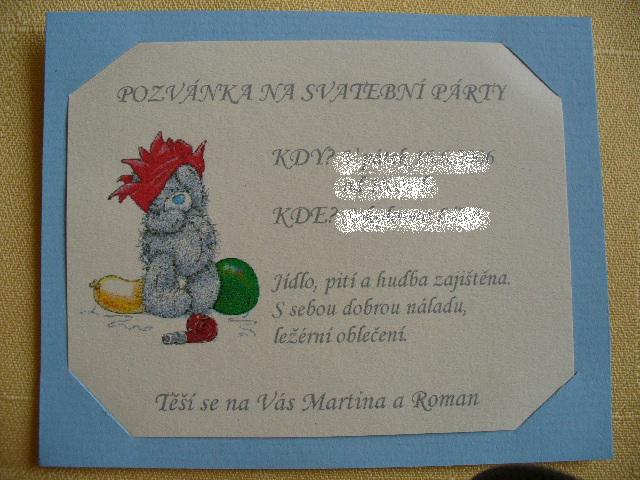 POZVÁNKA NA SVATEBNÍ PÁRTY
KDY?
KDE?
Jídlo, pití a hudba zajištěna.
S sebou dobrou náladu,
ležérní oblečení.
Těší se na Vás Martina a Roman